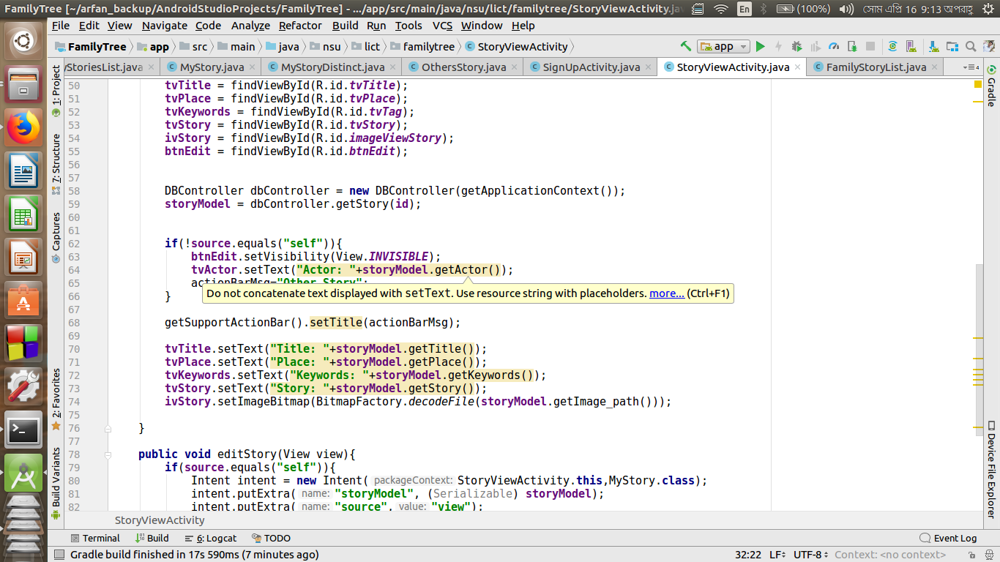 FamilyTree [~/arfan_backup/AndroidStudioProjects/FamilyTree] - .../app/src/main/java/nsu/lict/familytree/StoryViewActivity.java En (100%) সোম এপ্রি 16 9:13 অপরাহ্ণ
File Edit View Navigate Code Analyze Refactor Build Run Tools VCS Window Help
FamilyTree app src main java nsu lict familytree StoryViewActivity app
yStoriesList.java MyStory.java MyStoryDistinct.java OthersStory.java SignUpActivity.java StoryViewActivity.java FamilyStoryList.java 4
1: Project
7: Structure
Captures
2: Favorites
Build Variants
50 tvTitle = findViewById(R.id.tvTitle);
51 tvPlace = findViewById(R.id.tvPlace);
52 tvKeywords = findViewById(R.id.tvTag);
53 tvStory = findViewById(R.id.tvStory);
54 ivStory = findViewById(R.id.imageViewStory);
55 btnEdit = findViewById(R.id.btnEdit);
56
57
58 DBController dbController = new DBController(getApplicationContext());
59 storyModel = dbController.getStory(id);
60
61
62 if(!source.equals("self")){
63 btnEdit.setVisibility(View.INVISIBLE);
64 tvActor.setText("Actor: "+storyModel.getActor());
65 actionBarMsg="Other Story";
Do not concatenate text displayed with setText. Use resource string with placeholders. more... (Ctrl+F1)
66 }
67
68 getSupportActionBar().setTitle(actionBarMsg);
69
70 tvTitle.setText("Title: "+storyModel.getTitle());
71 tvPlace.setText("Place: "+storyModel.getPlace());
72 tvKeywords.setText("Keywords: "+storyModel.getKeywords());
73 tvStory.setText("Story: "+storyModel.getStory());
74 ivStory.setImageBitmap(BitmapFactory.decodeFile(storyModel.getImage_path()));
75
76 }
77
78 public void editStory(View view){
79 if(source.equals("self")){
80 Intent intent = new Intent( packageContext: StoryViewActivity.this,MyStory.class);
81 intent.putExtra( name: "storyModel", (Serializable) storyModel);
82 intent.putExtra( name: "source", value: "view");
Gradle
Device File Explorer
StoryViewActivity
Terminal Build 6: Logcat TODO Event Log
Gradle build finished in 17s 590ms (7 minutes ago) 32:22 LF UTF-8 Context: <no context>